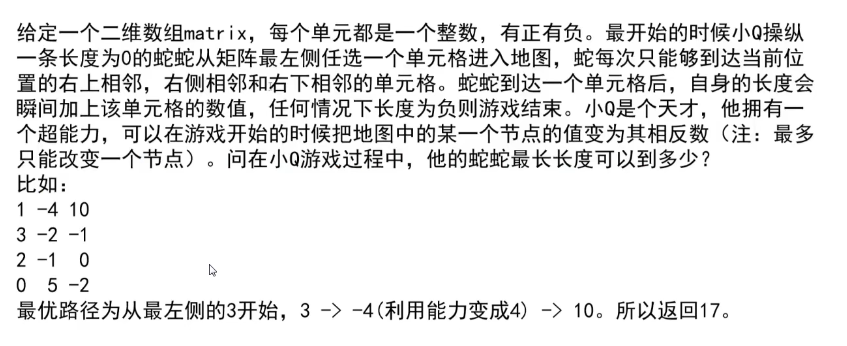 给定一个二维数组matrix，每个单元都是一个整数，有正有负。最开始的时候小Q操纵
一条长度为0的蛇蛇从矩阵最左侧任选一个单元格进入地图，蛇每次只能够到达当前位
置的右上相邻，右侧相邻和右下相邻的单元格。蛇蛇到达一个单元格后，自身的长度会
瞬间加上该单元格的数值，任何情况下长度为负则游戏结束。小Q是个天才，他拥有一
个超能力，可以在游戏开始的时候把地图中的某一个节点的值变为其相反数（注：最多
只能改变一个节点）。问在小Q游戏过程中，他的蛇蛇最长长度可以到多少？
比如：
1 -4 10
3 -2 -1
2 -1 0
0 5 -2
最优路径为从最左侧的3开始，3 -> -4(利用能力变成4) -> 10。所以返回17。